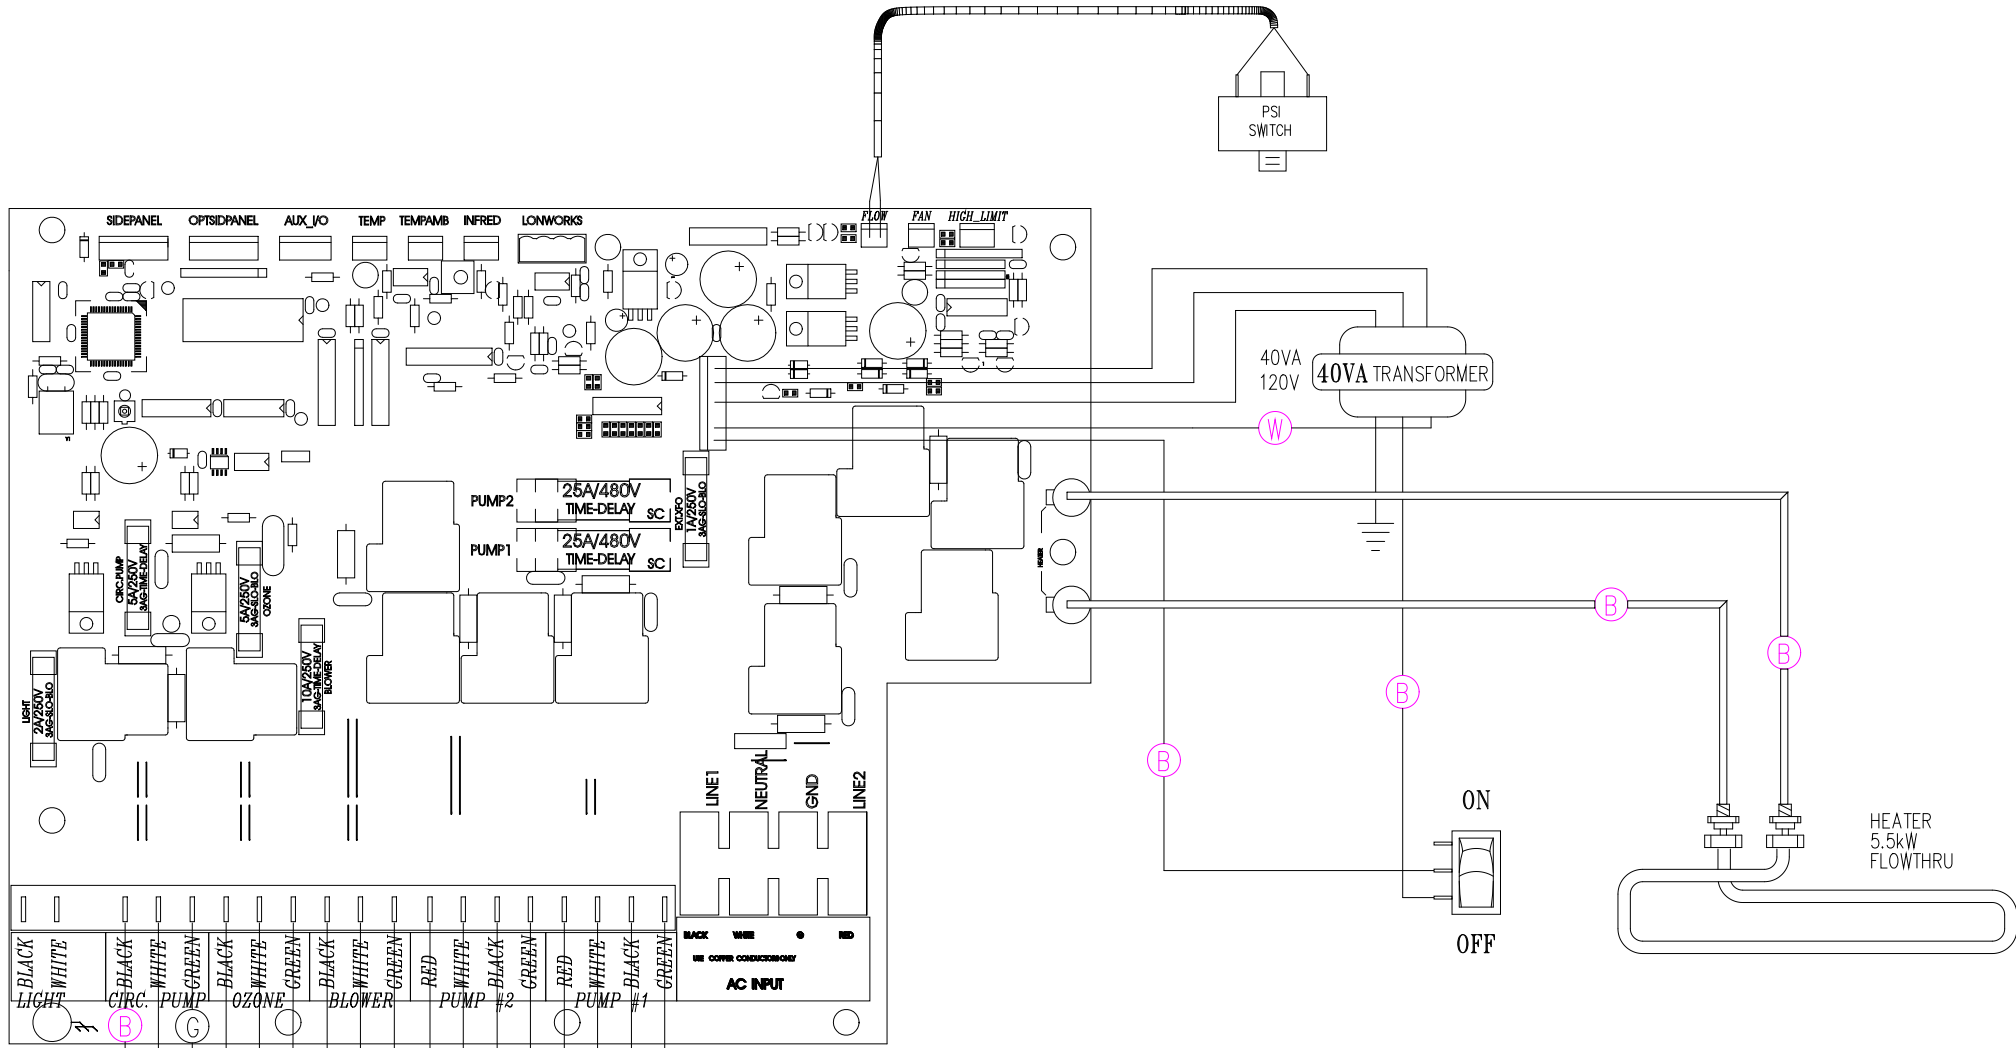 PSI
SWITCH
SIDEPANEL
OPTSIDPANEL
AUX_I/O
TEMP
TEMPAMB
INFRED
LONWORKS
FLOW
FAN
HIGH_LIMIT
40VA
120V
40VA TRANSFORMER
W
Y1
PUMP2
25A/480V
TIME-DELAY
SC
PUMP1
25A/480V
TIME-DELAY
SC
EXT.XFO
1A/250V
3AG-SLO-BLO
HEATER
CIRC.PUMP
5A/250V
3AG-TIME-DELAY
5A/250V
3AG-SLO-BLO
OZONE
10A/250V
3AG-TIME-DELAY
BLOWER
LIGHT
2A/250V
3AG-SLO-BLO
B
B
B
B
LINE1
NEUTRAL
GND
LINE2
ON
OFF
HEATER
5.5kW
FLOWTHRU
BLACK
WHITE
G
RED
USE COPPER CONDUCTORS ONLY
AC INPUT
BLACK
WHITE
LIGHT
BLACK
WHITE
GREEN
CIRC. PUMP
BLACK
WHITE
GREEN
OZONE
BLACK
WHITE
GREEN
BLOWER
RED
WHITE
BLACK
GREEN
PUMP #2
RED
WHITE
BLACK
GREEN
PUMP #1
B
G